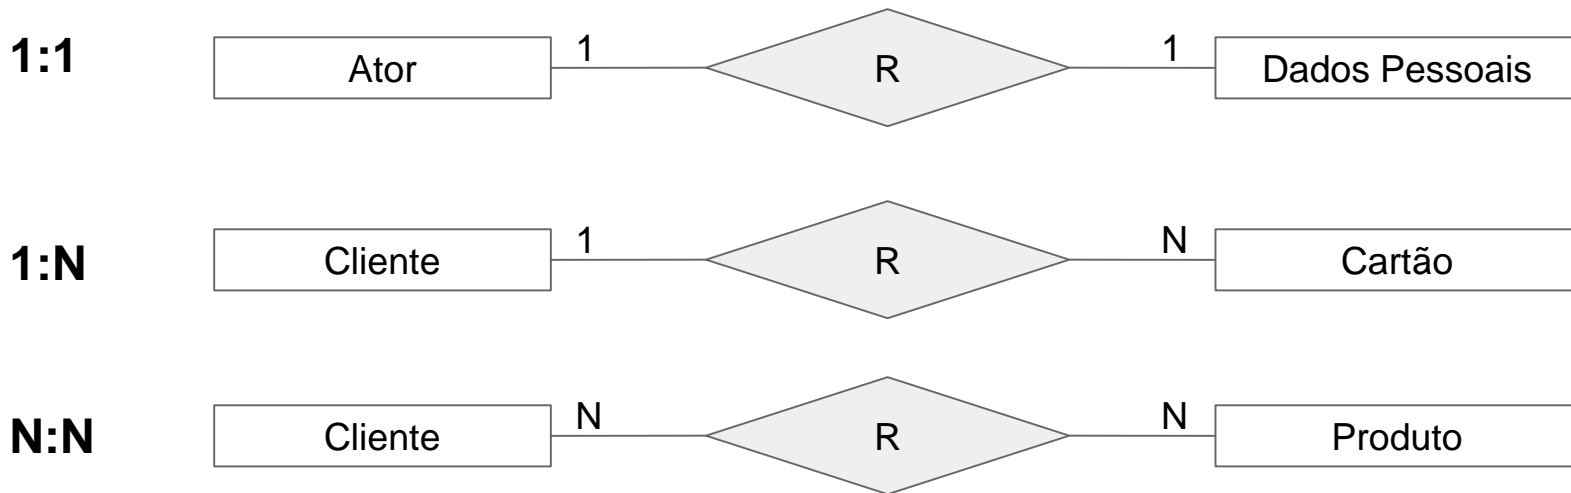 1:1
Ator
1
R
1
Dados Pessoais
1:N
Cliente
1
R
N
Cartão
N:N
Cliente
N
R
N
Produto